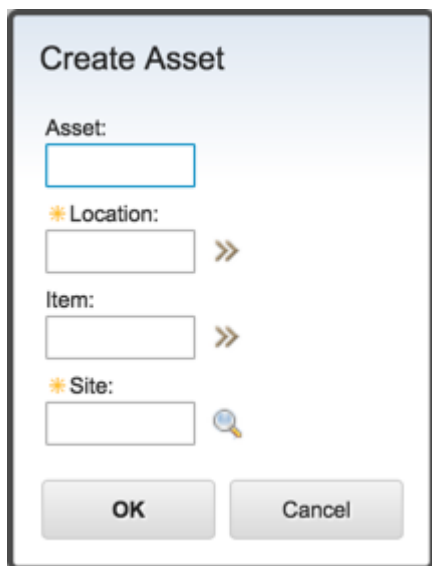 Create Asset
Asset:
Location:
Item:
Site:
OK Cancel